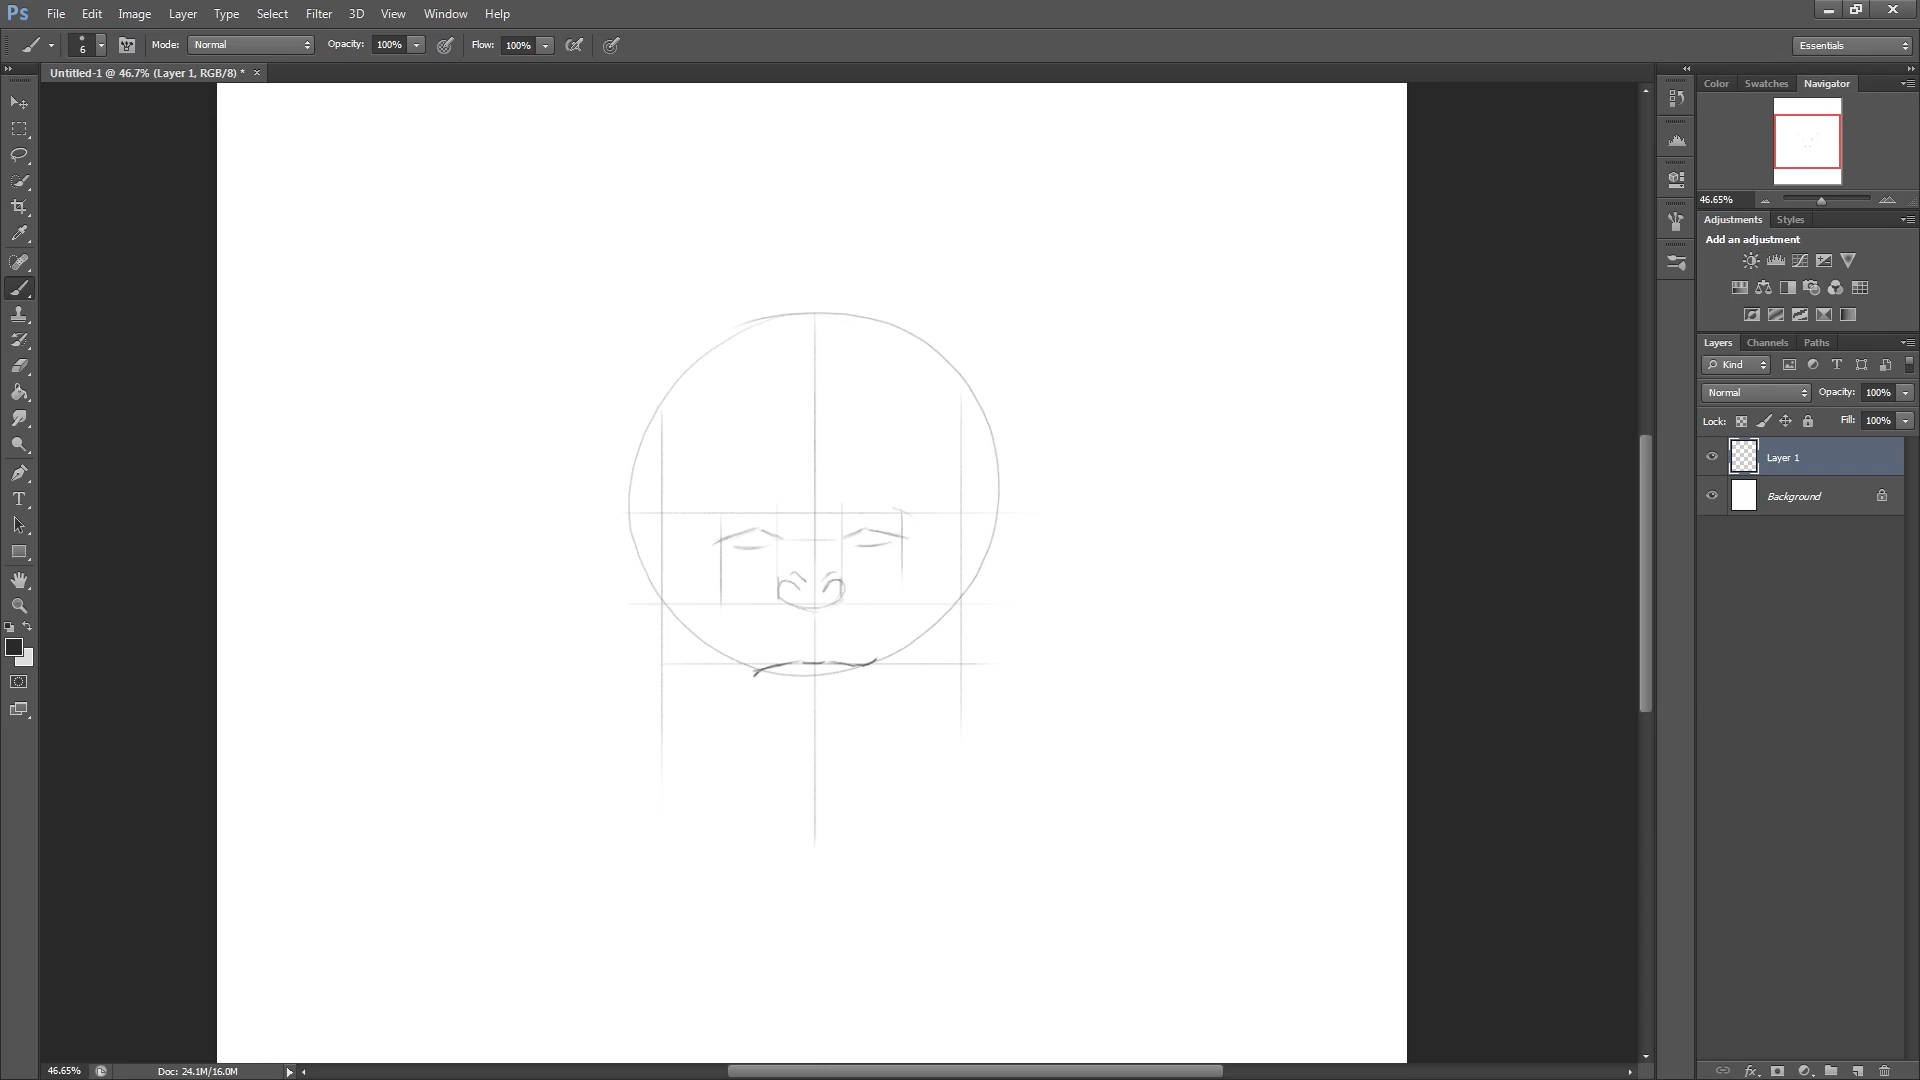 Ps File Edit Image Layer Type Select Filter 3D View Window Help
6 Mode: Normal Opacity: 100% Flow: 100% Essentials
Untitled-1 @ 46.7% (Layer 1, RGB/8) * ×
Color Swatches Navigator
46.65%
Adjustments Styles
Add an adjustment
Layers Channels Paths
Kind
Normal Opacity: 100%
Lock: Fill: 100%
Layer 1
Background
46.65% Doc: 24.1M/16.0M